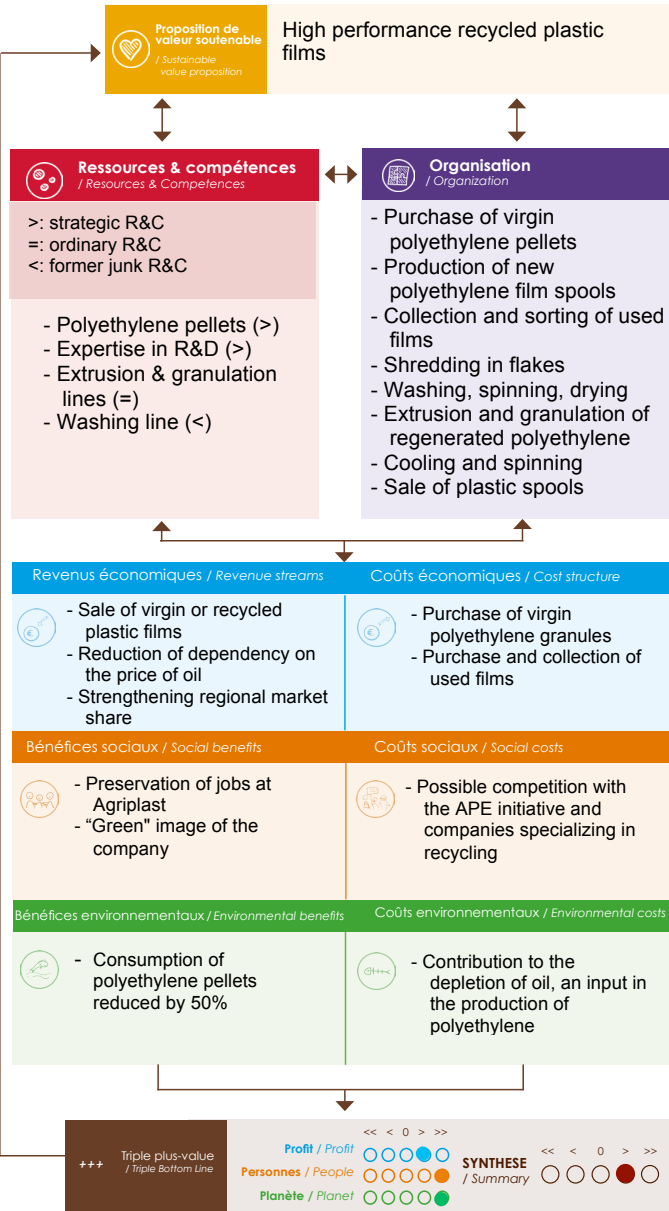 Proposition de
valeur soutenable
/ Sustainable
value proposition
High performance recycled plastic
films
Ressources & compétences
/ Resources & Competences
>: strategic R&C
=: ordinary R&C
<: former junk R&C
- Polyethylene pellets (>)
- Expertise in R&D (>)
- Extrusion & granulation
lines (=)
- Washing line (<)
Organisation
/ Organization
- Purchase of virgin
polyethylene pellets
- Production of new
polyethylene film spools
- Collection and sorting of used
films
- Shredding in flakes
- Washing, spinning, drying
- Extrusion and granulation of
regenerated polyethylene
- Cooling and spinning
- Sale of plastic spools
Revenus économiques / Revenue streams
€
- Sale of virgin or recycled
plastic films
- Reduction of dependency on
the price of oil
- Strengthening regional market
share
Coûts économiques / Cost structure
€
- Purchase of virgin
polyethylene granules
- Purchase and collection of
used films
Bénéfices sociaux / Social benefits
- Preservation of jobs at
Agriplast
- “Green" image of the
company
Coûts sociaux / Social costs
- Possible competition with
the APE initiative and
companies specializing in
recycling
Bénéfices environnementaux / Environmental benefits
- Consumption of
polyethylene pellets
reduced by 50%
Coûts environnementaux / Environmental costs
- Contribution to the
depletion of oil, an input in
the production of
polyethylene
+++ Triple plus-value
/ Triple Bottom Line
<< < 0 > >>
Profit / Profit
Personnes / People
Planète / Planet
SYNTHESE
/ Summary
<< < 0 > >>